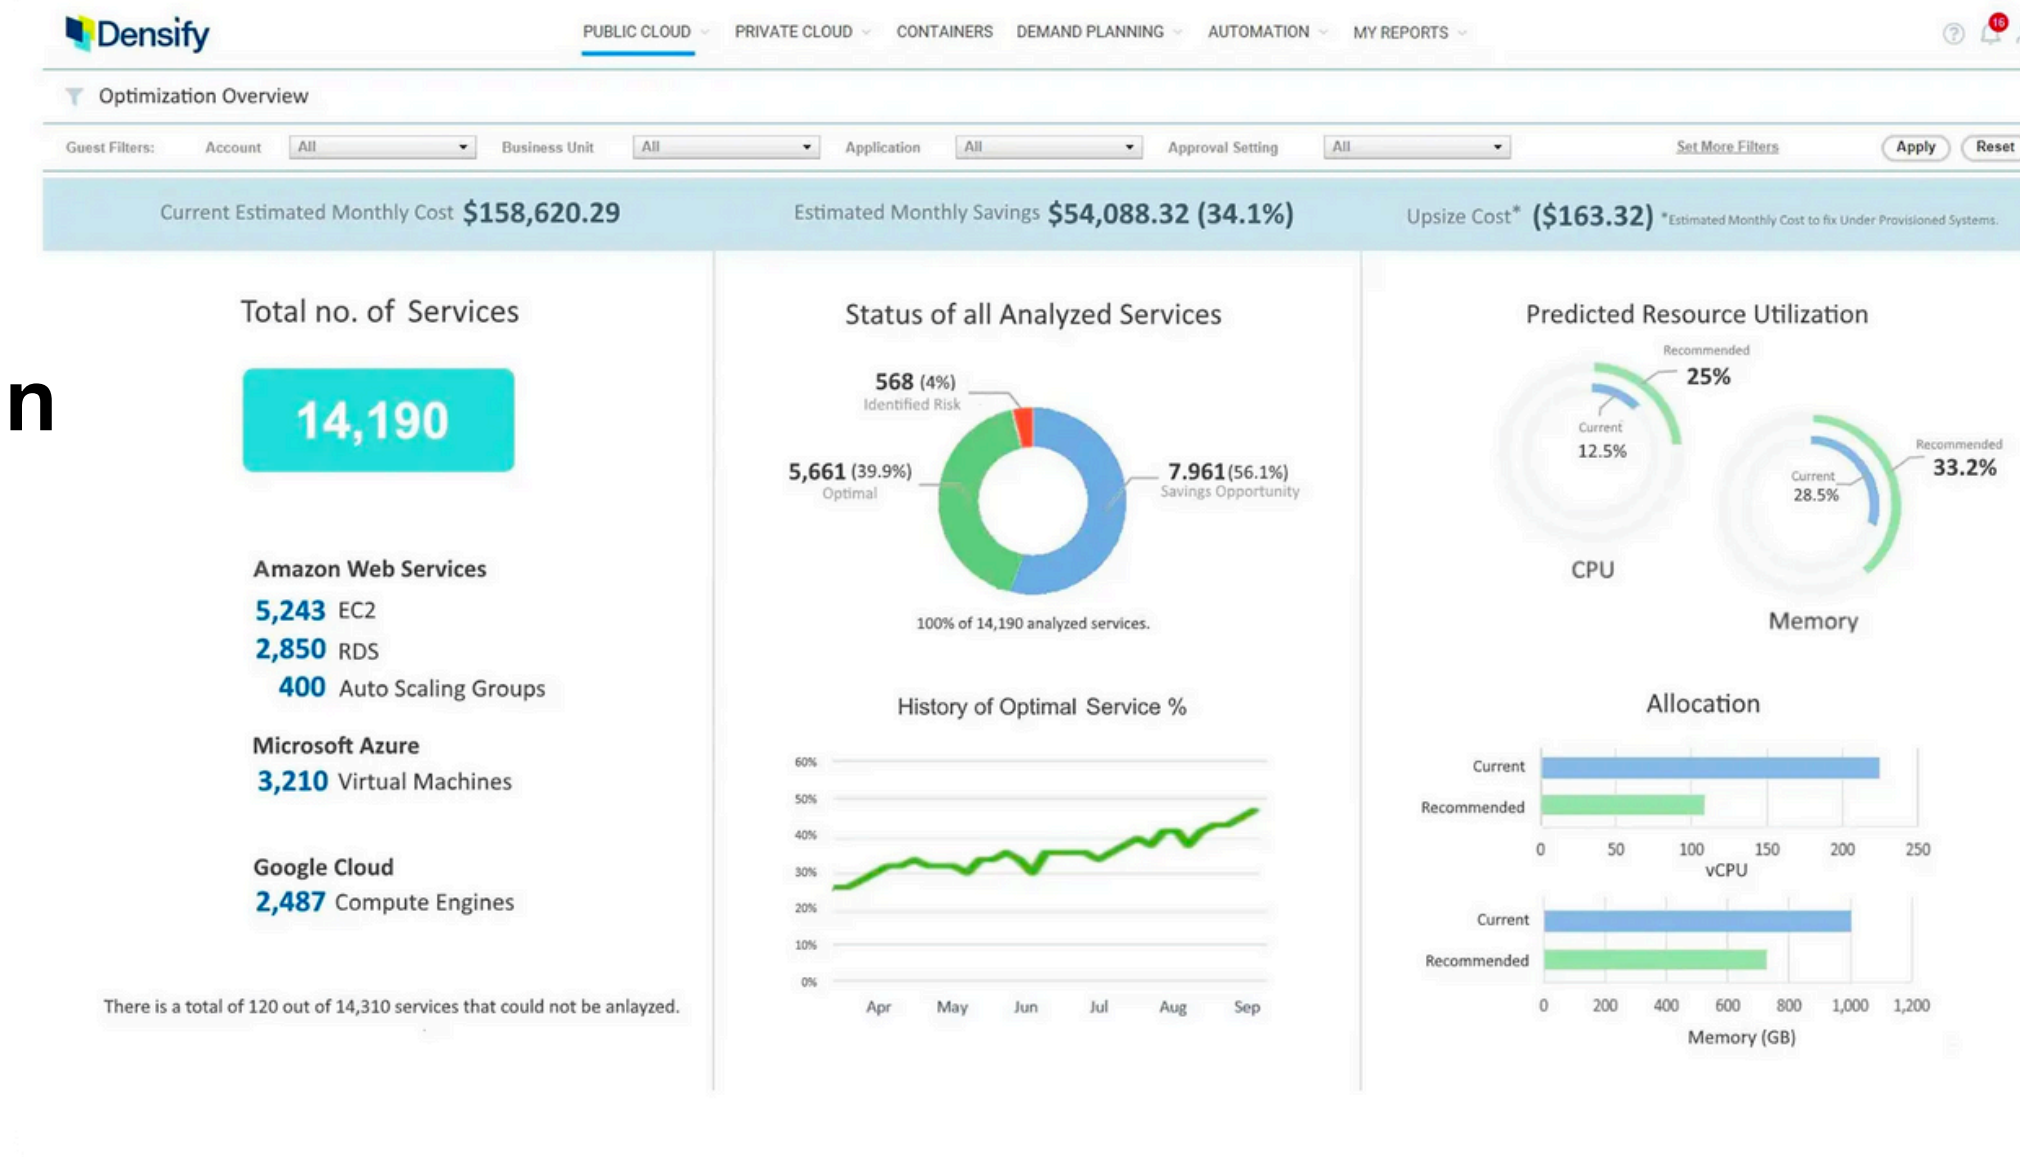 Densify
PUBLIC CLOUD PRIVATE CLOUD CONTAINERS DEMAND PLANNING AUTOMATION MY REPORTS
? 16
Optimization Overview
Guest Filters: Account All Business Unit All Application All Approval Setting All Set More Filters Apply Reset
Current Estimated Monthly Cost $158,620.29
Estimated Monthly Savings $54,088.32 (34.1%)
Upsize Cost* ($163.32) *Estimated Monthly Cost to fix Under Provisioned Systems.
n
Total no. of Services
14,190
Amazon Web Services
5,243 EC2
2,850 RDS
400 Auto Scaling Groups
Microsoft Azure
3,210 Virtual Machines
Google Cloud
2,487 Compute Engines
There is a total of 120 out of 14,310 services that could not be anlayzed.
Status of all Analyzed Services
568 (4%)
Identified Risk
5,661 (39.9%)
Optimal
7.961(56.1%)
Savings Opportunity
100% of 14,190 analyzed services.
History of Optimal Service %
60%
50%
40%
30%
20%
10%
0%
Apr May Jun Jul Aug Sep
Predicted Resource Utilization
Recommended
25%
Current
12.5%
CPU
Recommended
33.2%
Current
28.5%
Memory
Allocation
Current
Recommended
0 50 100 150 200 250
vCPU
Current
Recommended
0 200 400 600 800 1,000 1,200
Memory (GB)